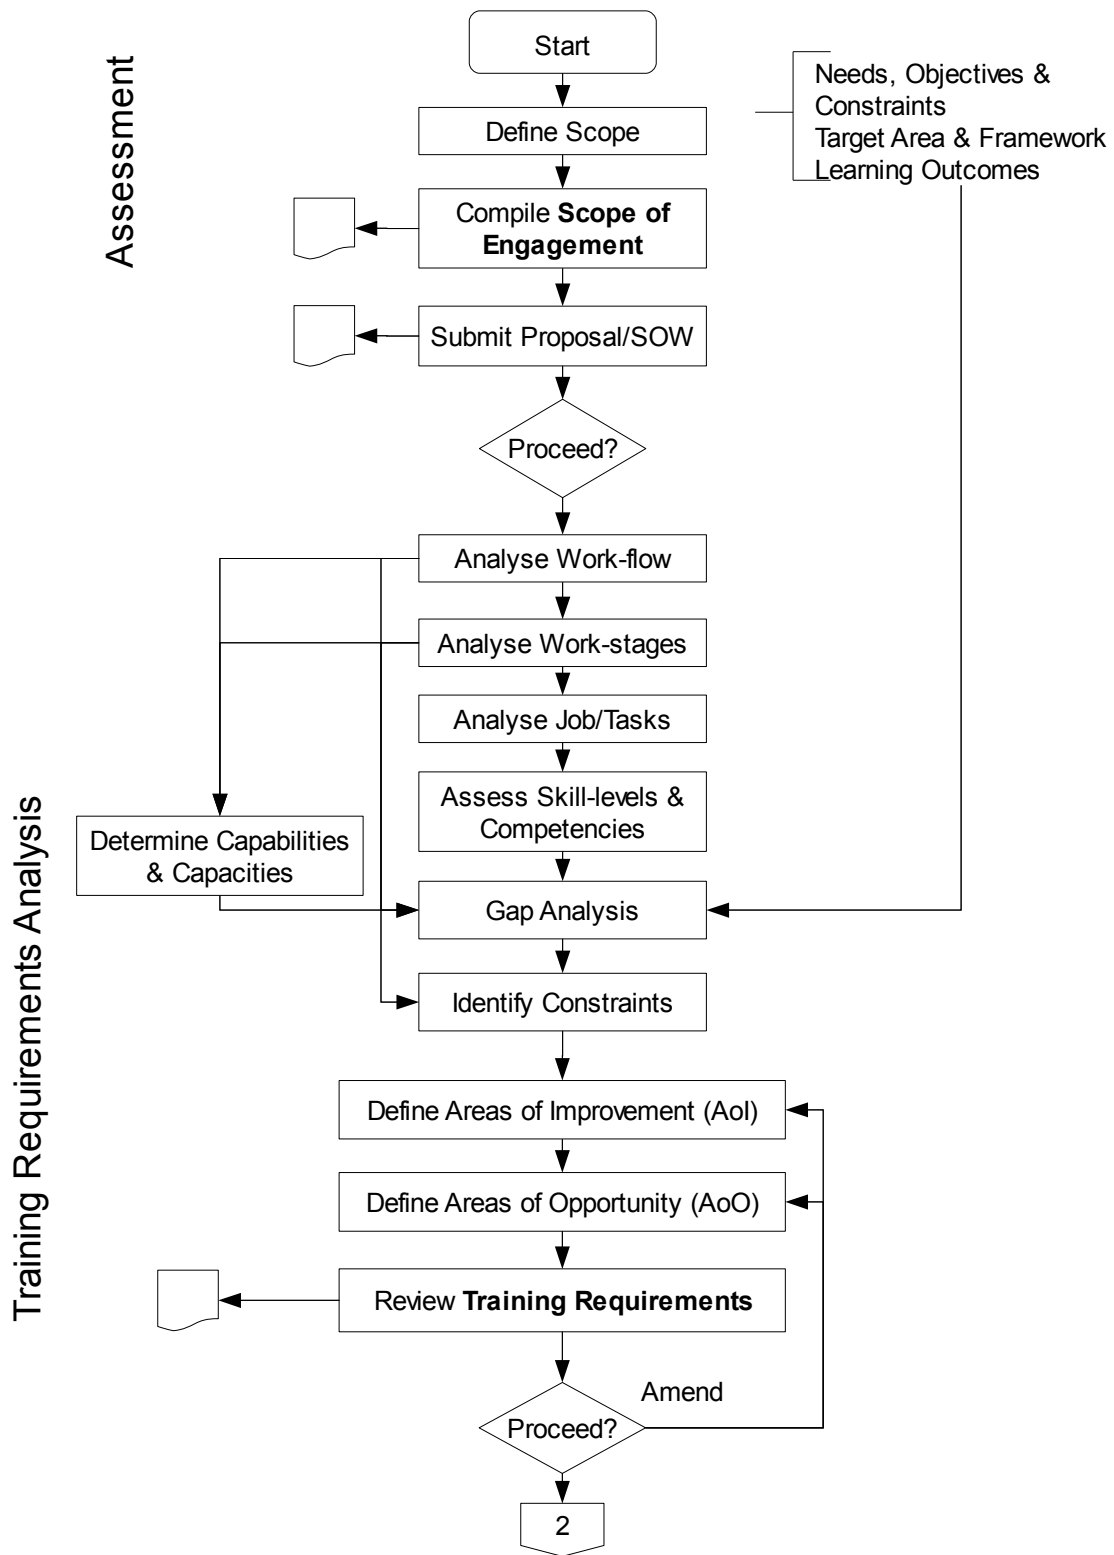 Assessment
Start
Needs, Objectives &
Constraints
Target Area & Framework
Learning Outcomes
Define Scope
Compile Scope of
Engagement
Submit Proposal/SOW
Proceed?
Analyse Work-flow
Analyse Work-stages
Analyse Job/Tasks
Assess Skill-levels &
Competencies
Training Requirements Analysis
Determine Capabilities
& Capacities
Gap Analysis
Identify Constraints
Define Areas of Improvement (AoI)
Define Areas of Opportunity (AoO)
Review Training Requirements
Amend
Proceed?
2